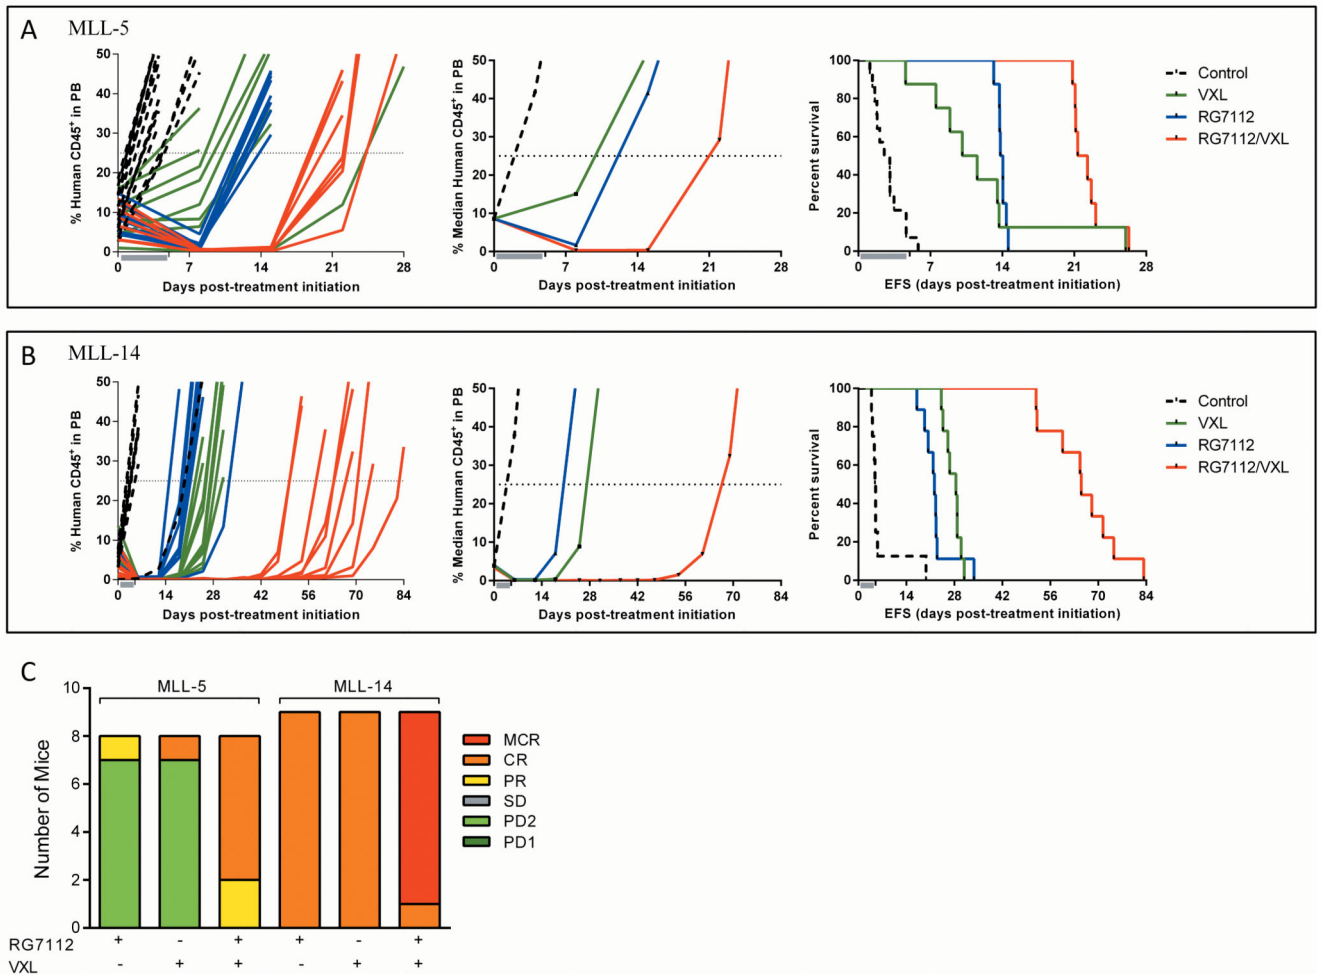 A MLL-5
50
40
30
20
10
0
% Human CD45+ in PB
0 7 14 21 28
Days post-treatment initiation
50
40
30
20
10
0
% Median Human CD45+ in PB
0 7 14 21 28
Days post-treatment initiation
100
80
60
40
20
0
Percent survival
0 7 14 21 28
EFS (days post-treatment initiation)
Control
VXL
RG7112
RG7112/VXL
B MLL-14
50
40
30
20
10
0
% Human CD45+ in PB
0 14 28 42 56 70 84
Days post-treatment initiation
50
40
30
20
10
0
% Median Human CD45+ in PB
0 14 28 42 56 70 84
Days post-treatment initiation
100
80
60
40
20
0
Percent survival
0 14 28 42 56 70 84
EFS (days post-treatment initiation)
Control
VXL
RG7112
RG7112/VXL
C
MLL-5 MLL-14
10
8
6
4
2
0
Number of Mice
MCR
CR
PR
SD
PD2
PD1
RG7112 + - + + - +
VXL - + + - + +